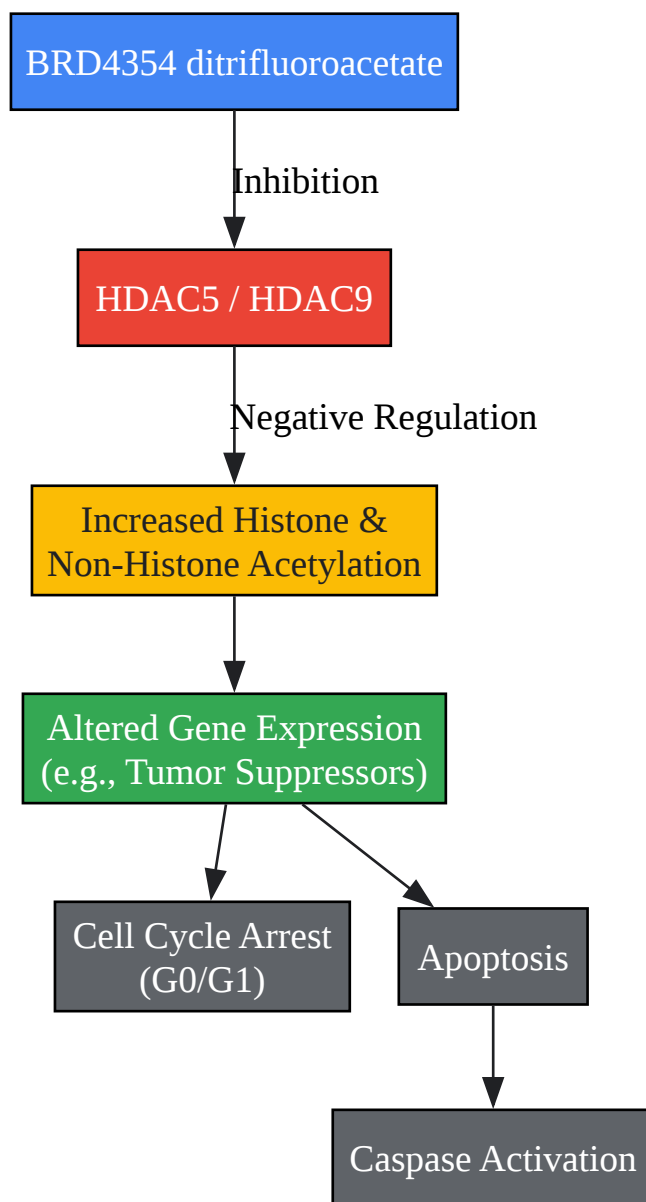 BRD4354 ditrifluoroacetate
Inhibition
HDAC5 / HDAC9
Negative Regulation
Increased Histone &
Non-Histone Acetylation
Altered Gene Expression
(e.g., Tumor Suppressors)
Cell Cycle Arrest
(G0/G1)
Apoptosis
Caspase Activation